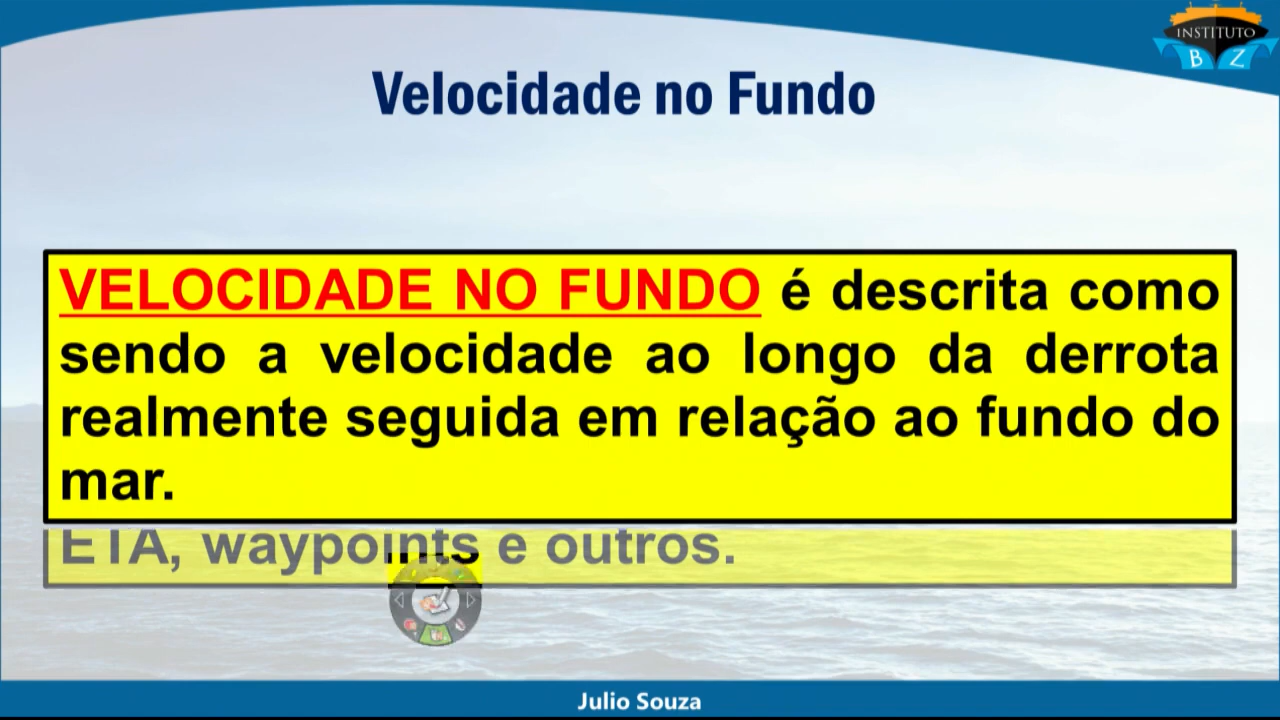 INSTITUTO
B Z
Velocidade no Fundo
VELOCIDADE NO FUNDO é descrita como
sendo a velocidade ao longo da derrota
realmente seguida em relação ao fundo do
mar.
ETA, waypoints e outros.
Julio Souza